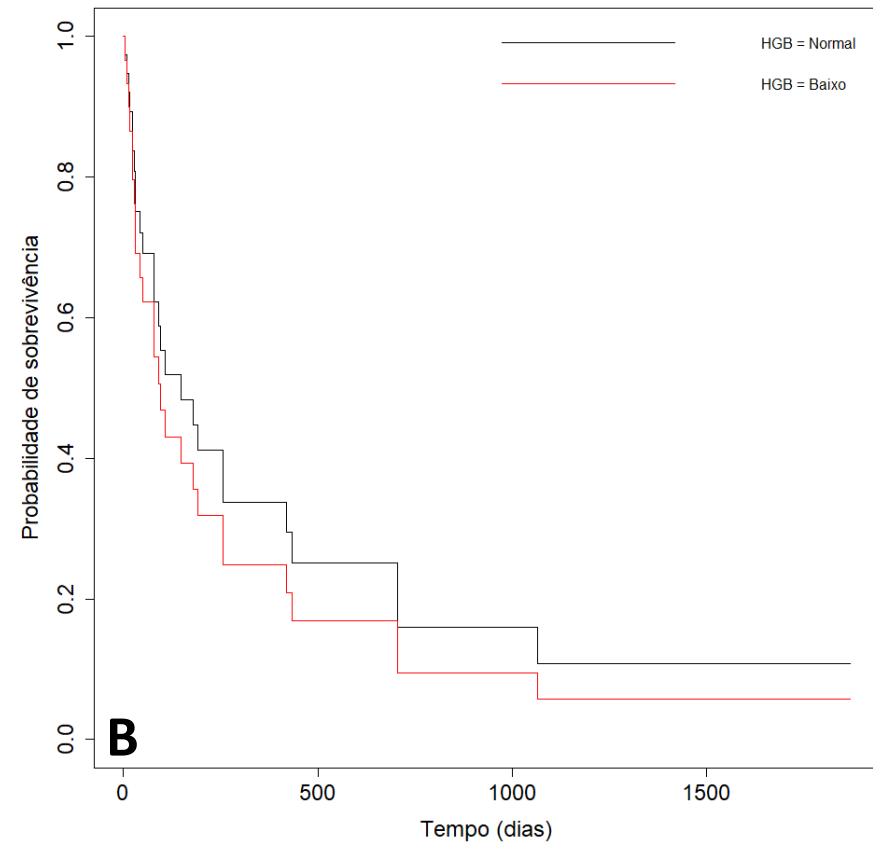 HGB = Normal
HGB = Baixo
Probabilidade de sobrevivência
1.0
0.8
0.6
0.4
0.2
0.0
B
0
500
1000
1500
Tempo (dias)